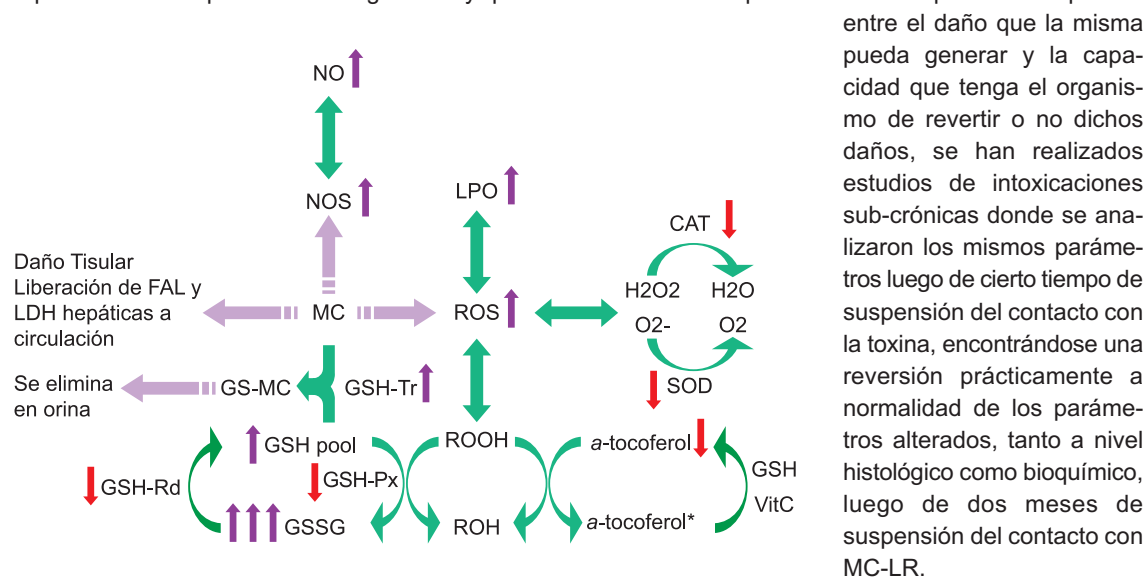 NO
NOS
LPO
CAT
Daño Tisular
Liberación de FAL y
LDH hepáticas a
circulación
MC
ROS
H2O2 H2O
O2- O2
SOD
Se elimina
en orina
GS-MC
GSH-Tr
GSH pool
ROOH
a-tocoferol
GSH-Rd
GSH-Px
GSH
VitC
GSSG
ROH
a-tocoferol*
entre el daño que la misma
pueda generar y la capa-
cidad que tenga el organis-
mo de revertir o no dichos
daños, se han realizados
estudios de intoxicaciones
sub-crónicas donde se ana-
lizaron los mismos paráme-
tros luego de cierto tiempo de
suspensión del contacto con
la toxina, encontrándose una
reversión prácticamente a
normalidad de los paráme-
tros alterados, tanto a nivel
histológico como bioquímico,
luego de dos meses de
suspensión del contacto con
MC-LR.